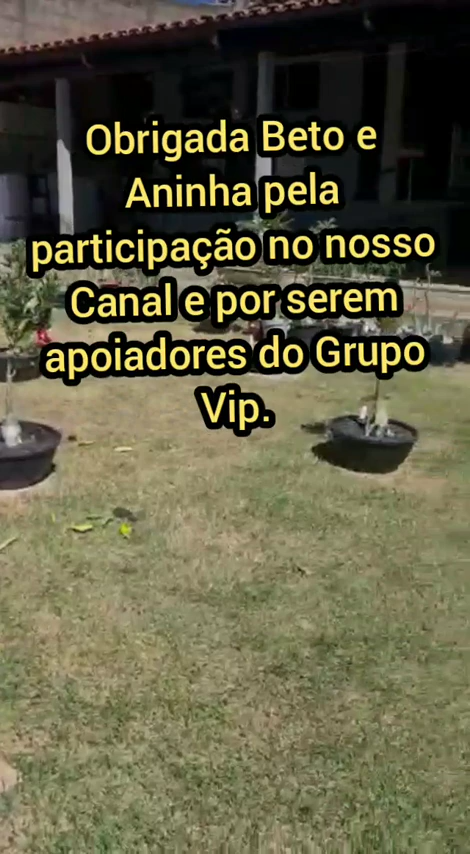 Obrigada Beto e
Aninha pela
participação no nosso
Canal e por serem
apoiadores do Grupo
Vip.